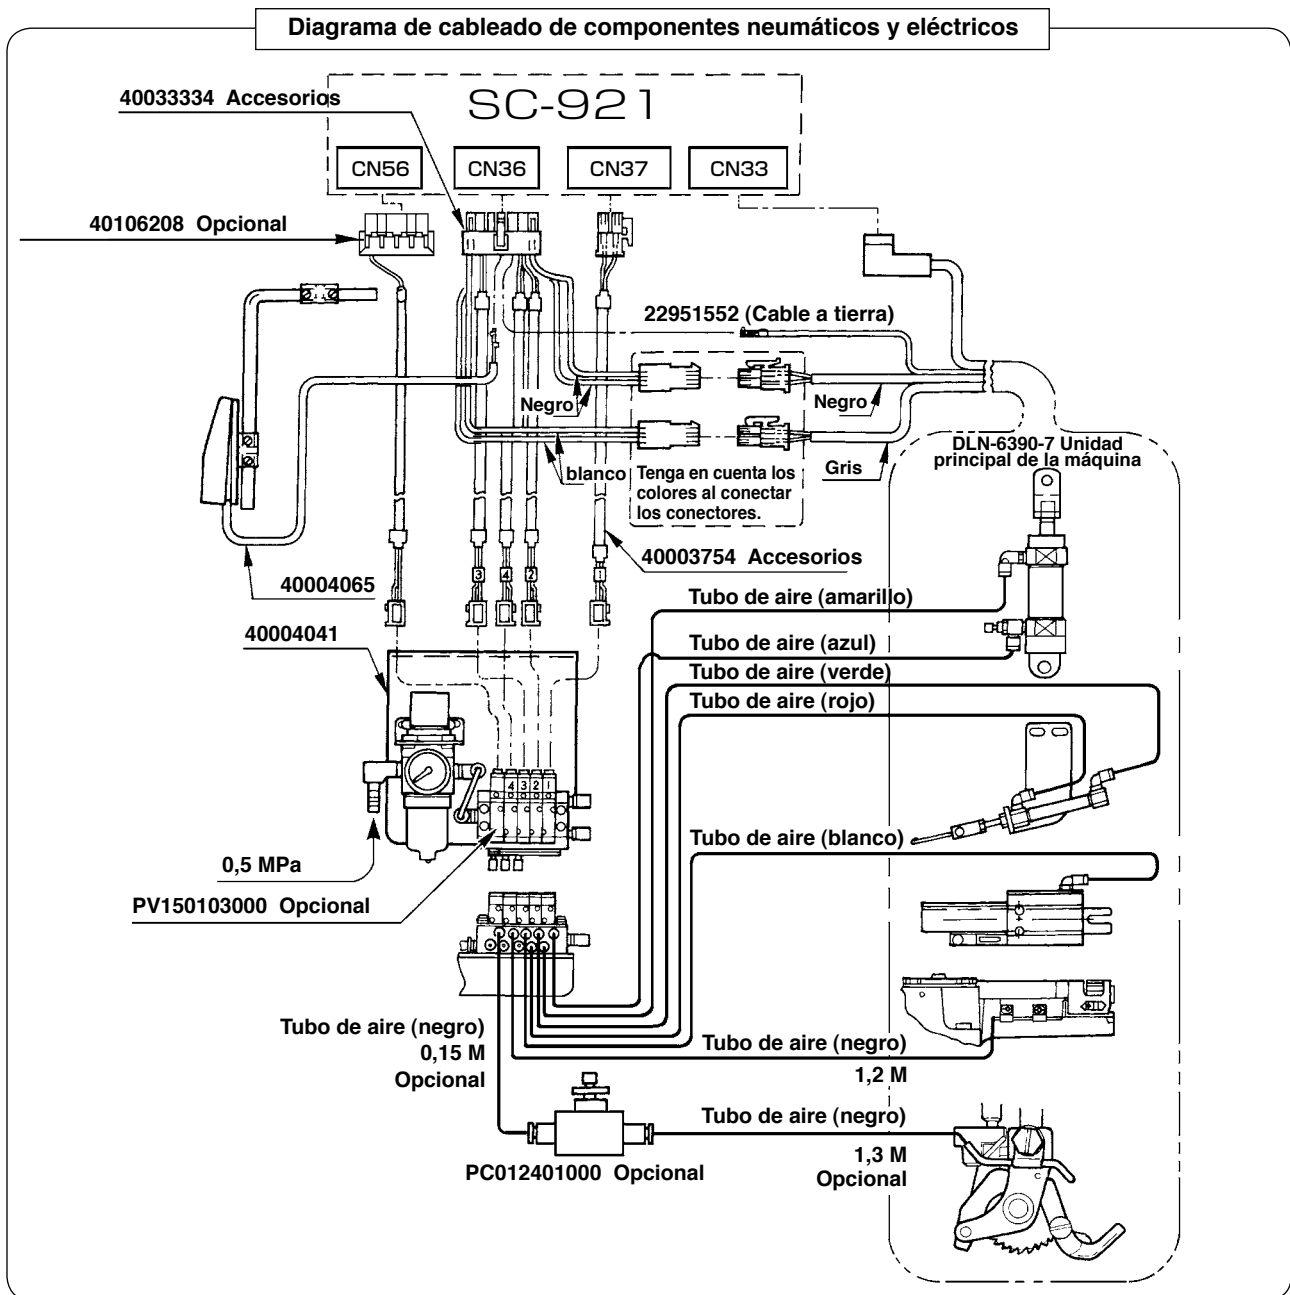 Diagrama de cableado de componentes neumáticos y eléctricos
40033334 Accesorios
SC-921
CN56
CN36
CN37
CN33
40106208 Opcional
22951552 (Cable a tierra)
Negro
Negro
blanco
Tenga en cuenta los
colores al conectar
los conectores.
Gris
DLN-6390-7 Unidad
principal de la máquina
40003754 Accesorios
3
4
2
1
40004065
Tubo de aire (amarillo)
40004041
Tubo de aire (azul)
Tubo de aire (verde)
Tubo de aire (rojo)
4 3 2 1
Tubo de aire (blanco)
0,5 MPa
PV150103000 Opcional
Tubo de aire (negro)
0,15 M
Opcional
Tubo de aire (negro)
1,2 M
Tubo de aire (negro)
1,3 M
Opcional
PC012401000 Opcional